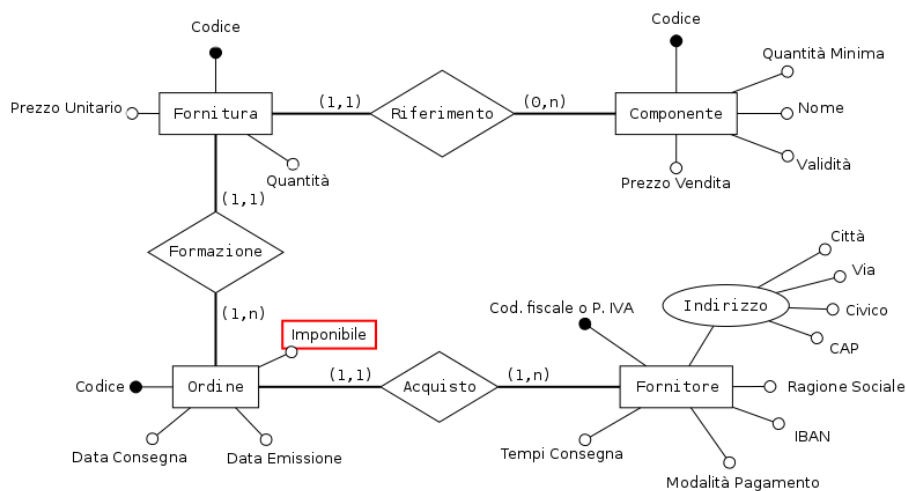 Codice
Codice
Quantità Minima
Prezzo Unitario
Fornitura
(1,1)
Riferimento
(0,n)
Componente
Nome
Validità
Quantità
Prezzo Vendita
(1,1)
Formazione
Città
Via
Indirizzo
Civico
Cod. fiscale o P. IVA
(1,n)
Imponibile
CAP
Codice
Ordine
(1,1)
Acquisto
(1,n)
Fornitore
Ragione Sociale
IBAN
Data Consegna
Data Emissione
Tempi Consegna
Modalità Pagamento